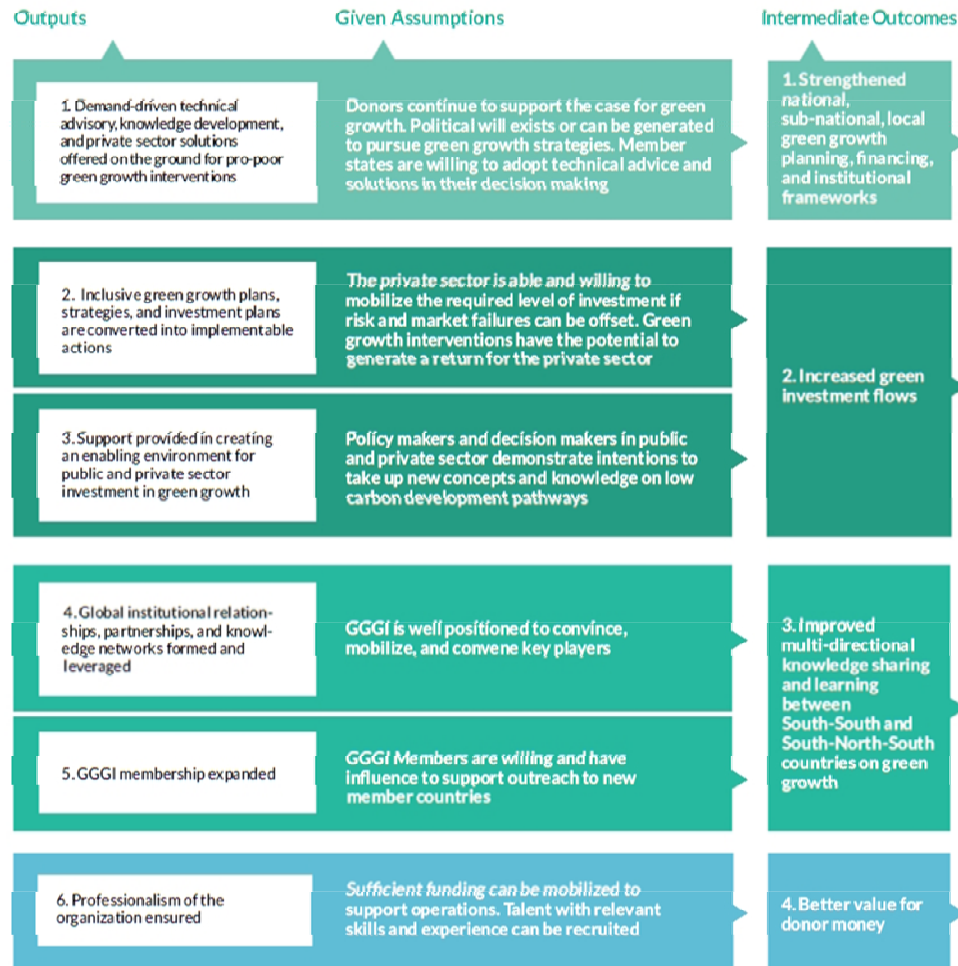 Outputs
Given Assumptions
Intermediate Outcomes
1. Demand-driven technical
advisory, knowledge development,
and private sector solutions
offered on the ground for pro-poor
green growth interventions
Donors continue to support the case for green
growth. Political will exists or can be generated
to pursue green growth strategies. Member
states are willing to adopt technical advice and
solutions in their decision making
1. Strengthened
national,
sub-national, local
green growth
planning, financing,
and institutional
frameworks
2. Inclusive green growth plans,
strategies, and investment plans
are converted into implementable
actions
The private sector is able and willing to
mobilize the required level of investment if
risk and market failures can be offset. Green
growth interventions have the potential to
generate a return for the private sector
2. Increased green
investment flows
3. Support provided in creating
an enabling environment for
public and private sector
investment in green growth
Policy makers and decision makers in public
and private sector demonstrate intentions to
take up new concepts and knowledge on low
carbon development pathways
4. Global institutional relation-
ships, partnerships, and knowl-
edge networks formed and
leveraged
GGGI is well positioned to convince,
mobilize, and convene key players
3. Improved
multi-directional
knowledge sharing
and learning
between
South-South and
South-North-South
countries on green
growth
5. GGGI membership expanded
GGGI Members are willing and have
influence to support outreach to new
member countries
6. Professionalism of the
organization ensured
Sufficient funding can be mobilized to
support operations. Talent with relevant
skills and experience can be recruited
4. Better value for
donor money